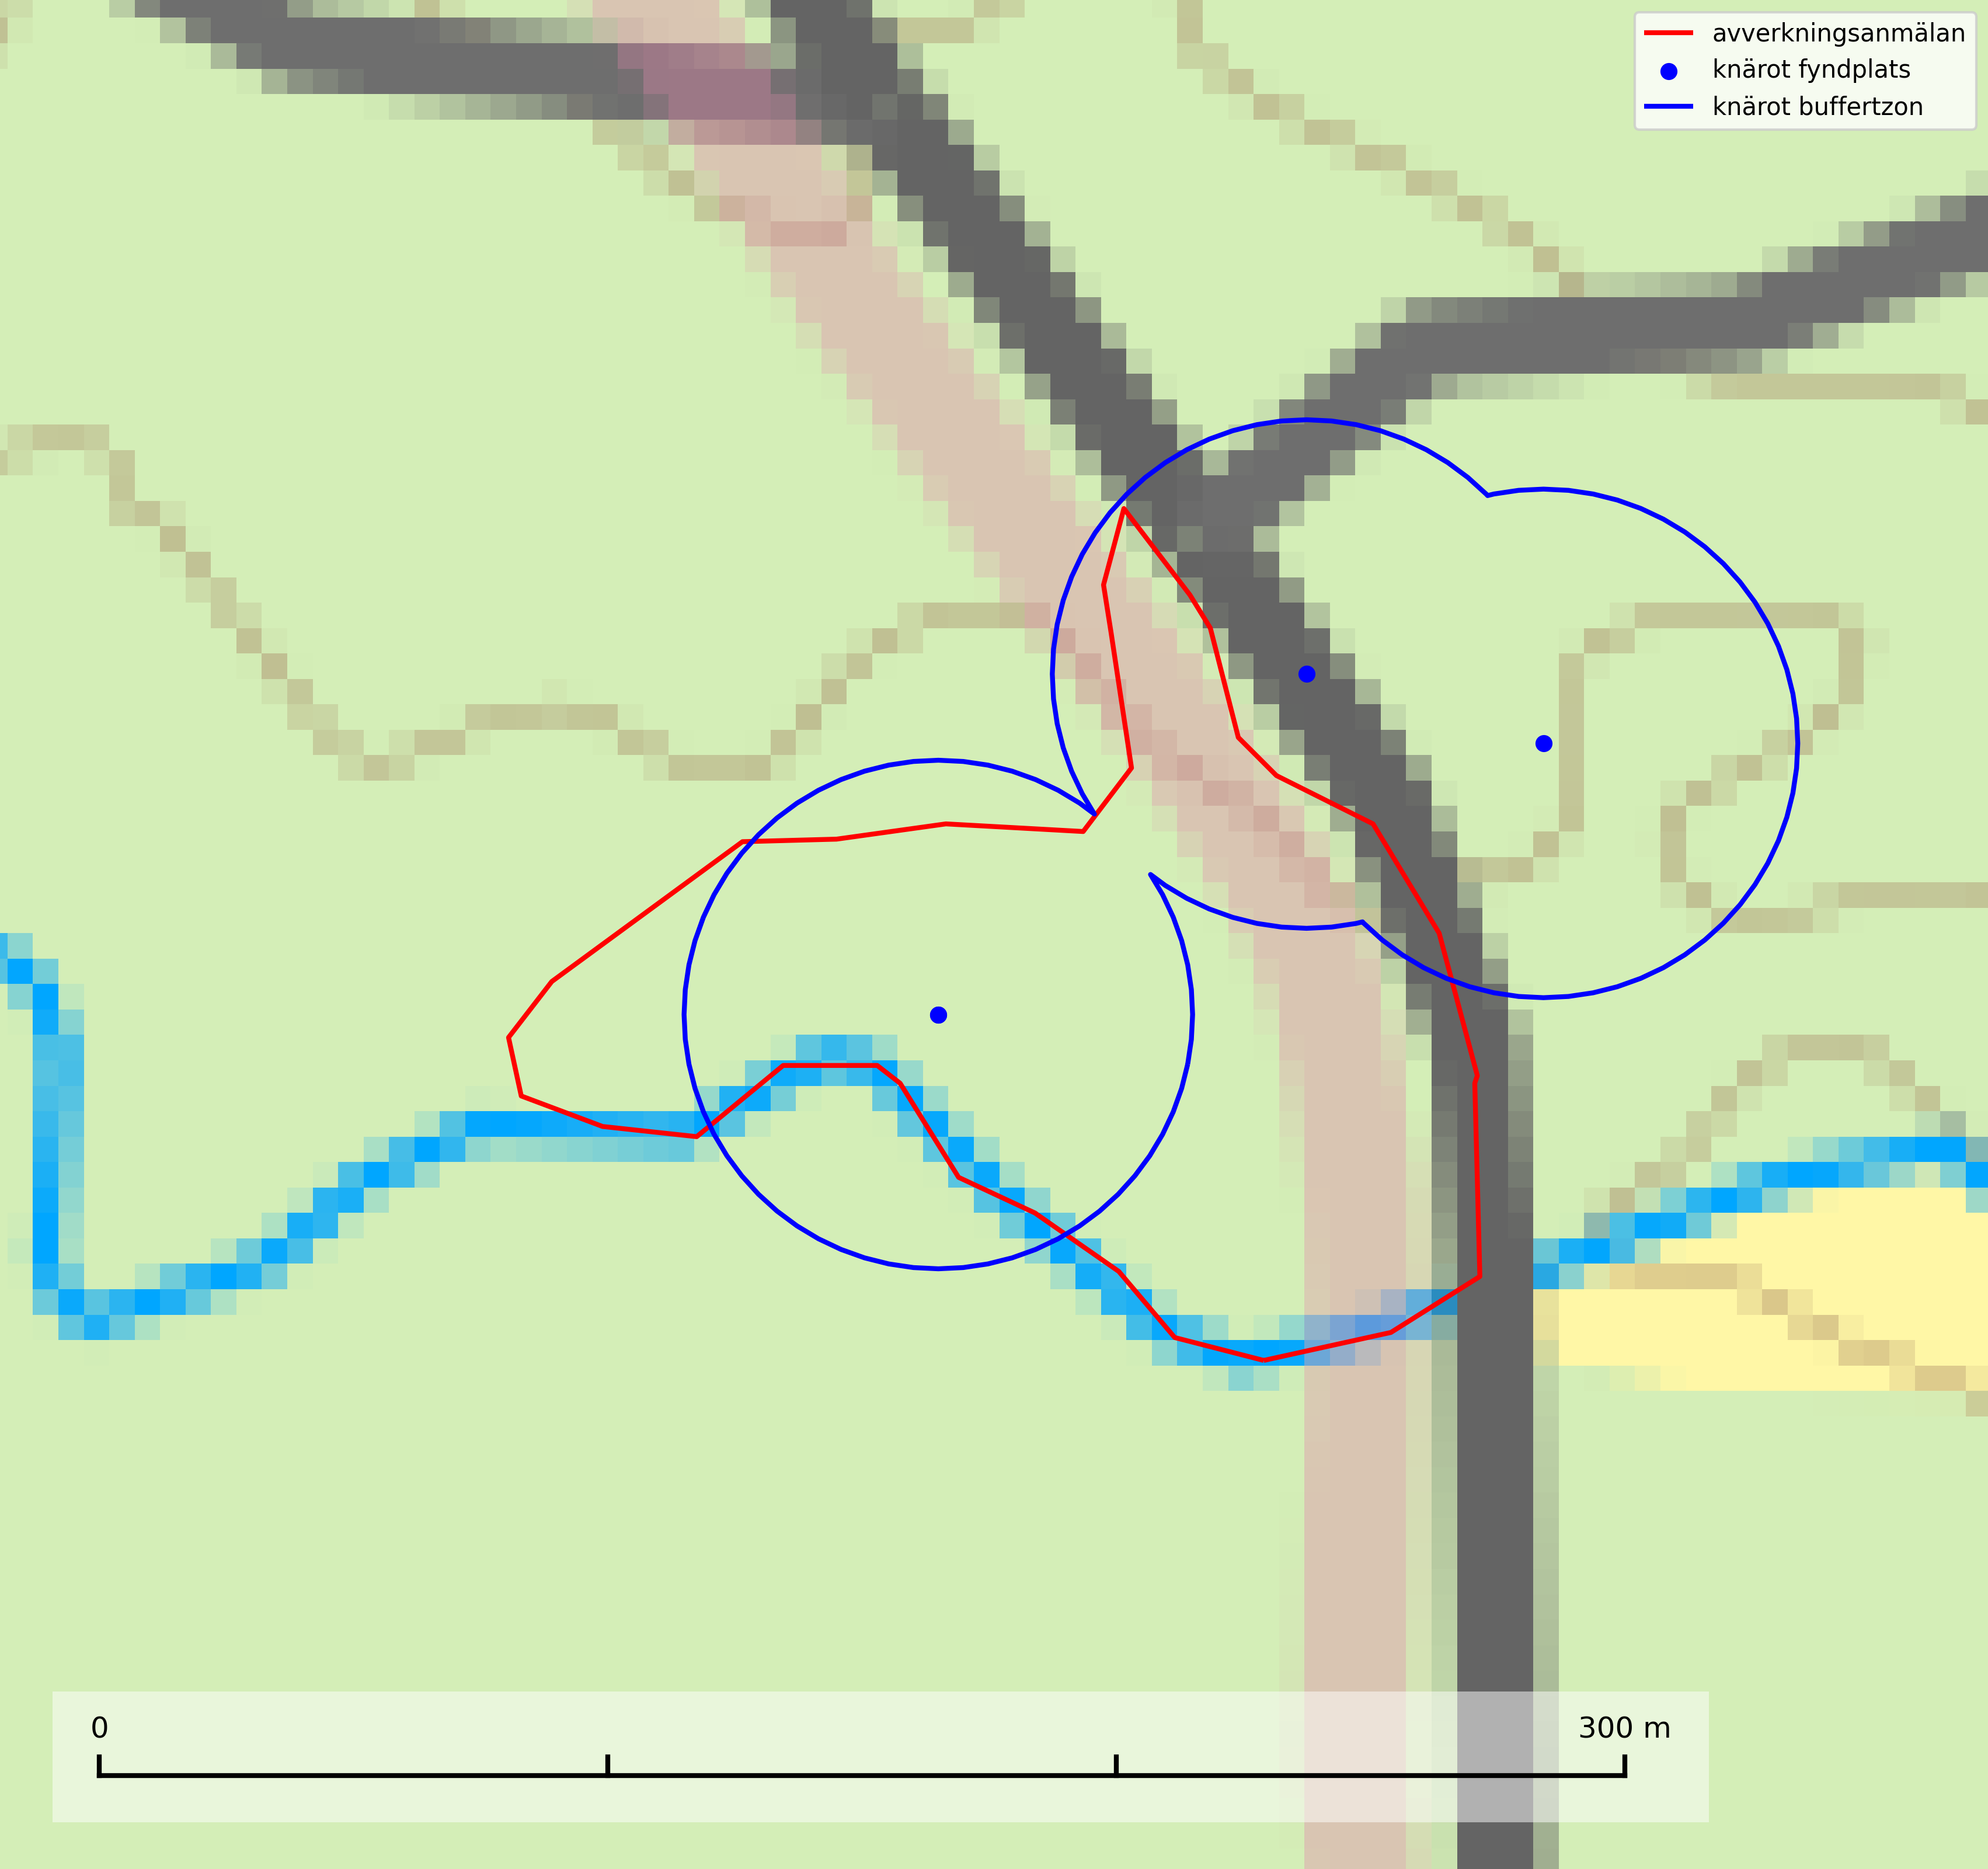 avverkningsanmälan
knärot fyndplats
knärot buffertzon
0
300 m